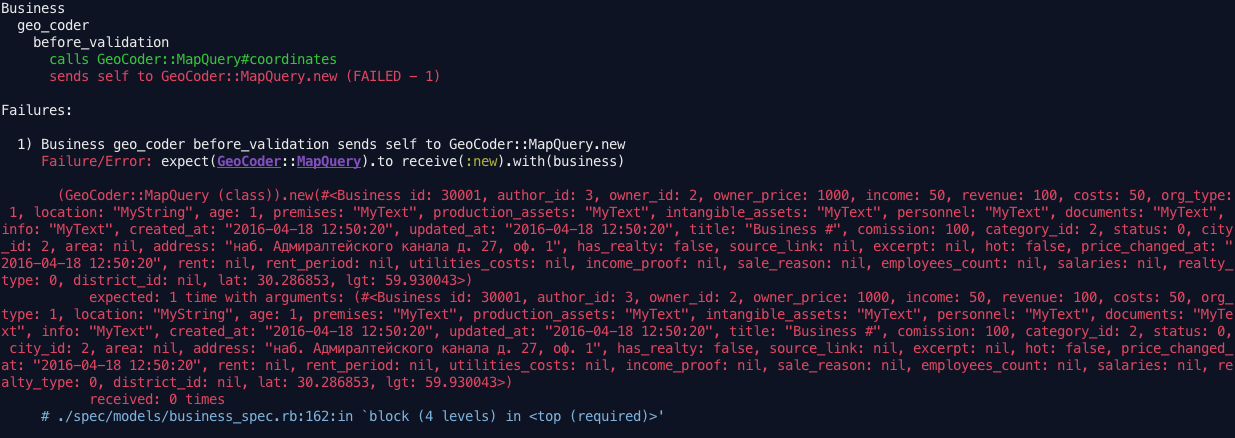 Business
  geo_coder
    before_validation
      calls GeoCoder::MapQuery#coordinates
      sends self to GeoCoder::MapQuery.new (FAILED - 1)

Failures:

  1) Business geo_coder before_validation sends self to GeoCoder::MapQuery.new
     Failure/Error: expect(GeoCoder::MapQuery).to receive(:new).with(business)

       (GeoCoder::MapQuery (class)).new(#<Business id: 30001, author_id: 3, owner_id: 2, owner_price: 1000, income: 50, revenue: 100, costs: 50, org_type:
 1, location: "MyString", age: 1, premises: "MyText", production_assets: "MyText", intangible_assets: "MyText", personnel: "MyText", documents: "MyText",
info: "MyText", created_at: "2016-04-18 12:50:20", updated_at: "2016-04-18 12:50:20", title: "Business #", comission: 100, category_id: 2, status: 0, city
_id: 2, area: nil, address: "наб. Адмиралтейского канала д. 27, оф. 1", has_realty: false, source_link: nil, excerpt: nil, hot: false, price_changed_at: "
2016-04-18 12:50:20", rent: nil, rent_period: nil, utilities_costs: nil, income_proof: nil, sale_reason: nil, employees_count: nil, salaries: nil, realty_
type: 0, district_id: nil, lat: 30.286853, lgt: 59.930043>)
           expected: 1 time with arguments: (#<Business id: 30001, author_id: 3, owner_id: 2, owner_price: 1000, income: 50, revenue: 100, costs: 50, org_
type: 1, location: "MyString", age: 1, premises: "MyText", production_assets: "MyText", intangible_assets: "MyText", personnel: "MyText", documents: "MyTe
xt", info: "MyText", created_at: "2016-04-18 12:50:20", updated_at: "2016-04-18 12:50:20", title: "Business #", comission: 100, category_id: 2, status: 0,
 city_id: 2, area: nil, address: "наб. Адмиралтейского канала д. 27, оф. 1", has_realty: false, source_link: nil, excerpt: nil, hot: false, price_changed_
at: "2016-04-18 12:50:20", rent: nil, rent_period: nil, utilities_costs: nil, income_proof: nil, sale_reason: nil, employees_count: nil, salaries: nil, re
alty_type: 0, district_id: nil, lat: 30.286853, lgt: 59.930043>)
           received: 0 times
     # ./spec/models/business_spec.rb:162:in `block (4 levels) in <top (required)>'